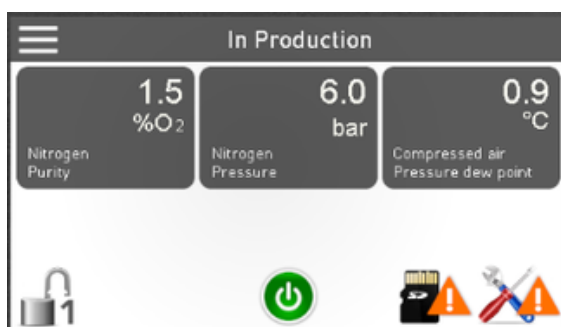 In Production
1.5
%O2
Nitrogen
Purity
6.0
bar
Nitrogen
Pressure
0.9
°C
Compressed air
Pressure dew point
1
SD